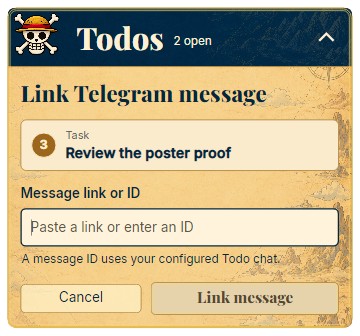 Todos 2 open
Link Telegram message
3
Task
Review the poster proof
Message link or ID
Paste a link or enter an ID
A message ID uses your configured Todo chat.
Cancel Link message